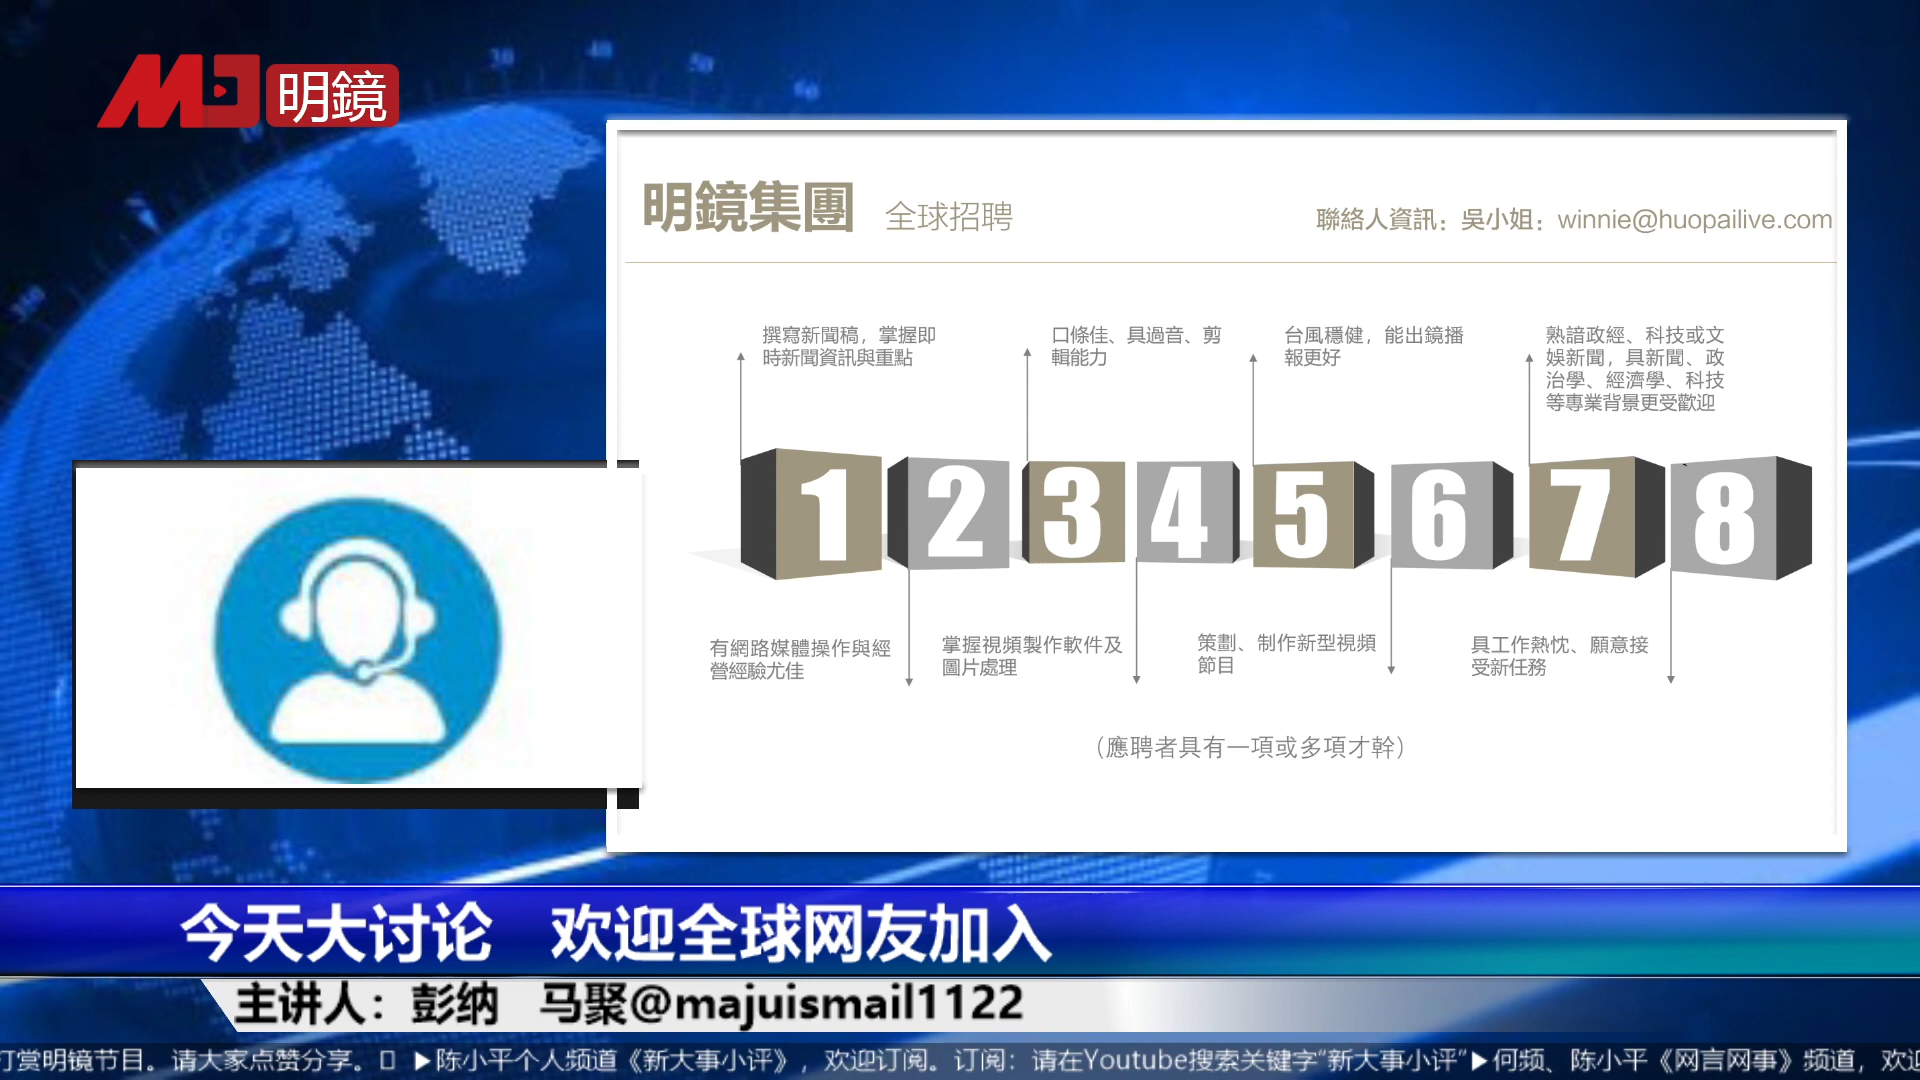 明鏡
30
40
50
60
明鏡集團 全球招聘
聯絡人資訊：吳小姐：winnie@huopailive.com
撰寫新聞稿，掌握即
時新聞資訊與重點
口條佳、具過音、剪
輯能力
台風穩健，能出鏡播
報更好
熟諳政經、科技或文
娛新聞，具新聞、政
治學、經濟學、科技
等專業背景更受歡迎
1 2 3 4 5 6 7 8
有網路媒體操作與經
營經驗尤佳
掌握視頻製作軟件及
圖片處理
策劃、制作新型視頻
節目
具工作熱忱、願意接
受新任務
（應聘者具有一項或多項才幹）
今天大讨论 欢迎全球网友加入
主讲人：彭纳 马聚@majuismail1122
打赏明镜节目。请大家点赞分享。 ▶陈小平个人频道《新大事小评》，欢迎订阅。订阅：请在Youtube搜索关键字“新大事小评”▶何频、陈小平《网言网事》频道，欢迎